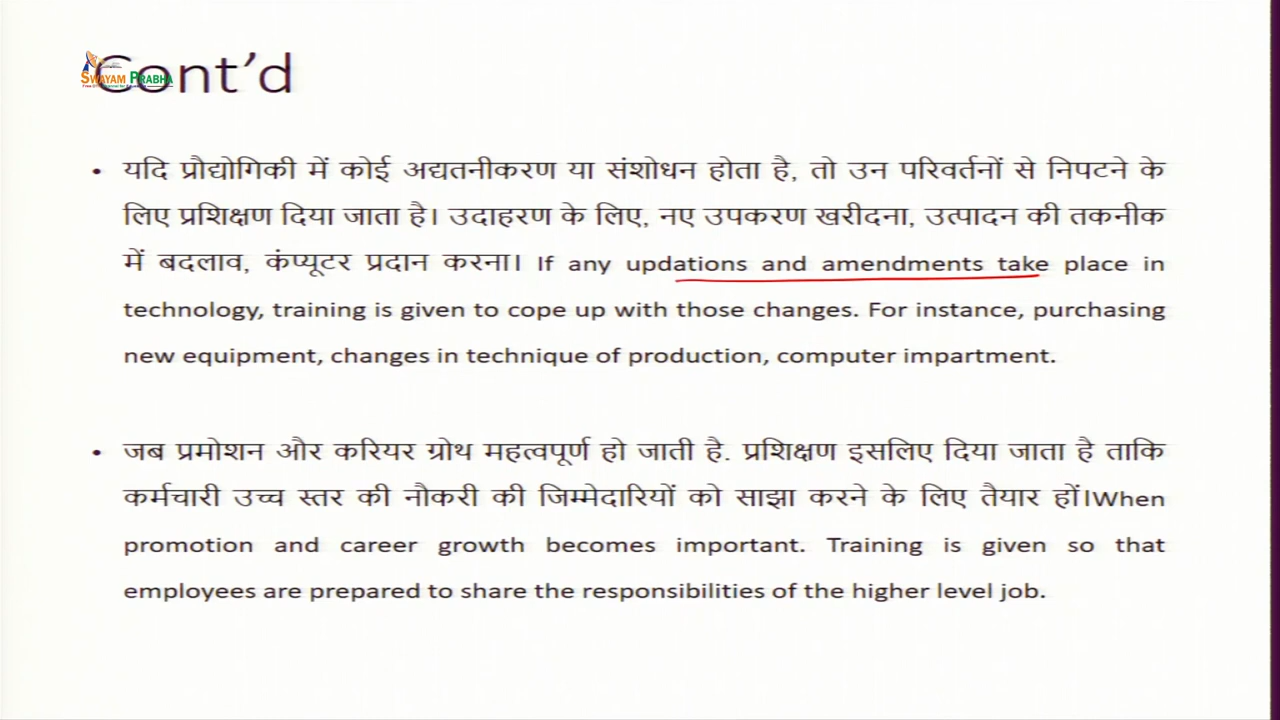 Cont'd
SWAYAM PRABHA
• यदि प्रौद्योगिकी में कोई अद्यतनीकरण या संशोधन होता है, तो उन परिवर्तनों से निपटने के
लिए प्रशिक्षण दिया जाता है। उदाहरण के लिए, नए उपकरण खरीदना, उत्पादन की तकनीक
में बदलाव, कंप्यूटर प्रदान करना। If any updations and amendments take place in
technology, training is given to cope up with those changes. For instance, purchasing
new equipment, changes in technique of production, computer impartment.
• जब प्रमोशन और करियर ग्रोथ महत्वपूर्ण हो जाती है. प्रशिक्षण इसलिए दिया जाता है ताकि
कर्मचारी उच्च स्तर की नौकरी की जिम्मेदारियों को साझा करने के लिए तैयार हों।When
promotion and career growth becomes important. Training is given so that
employees are prepared to share the responsibilities of the higher level job.